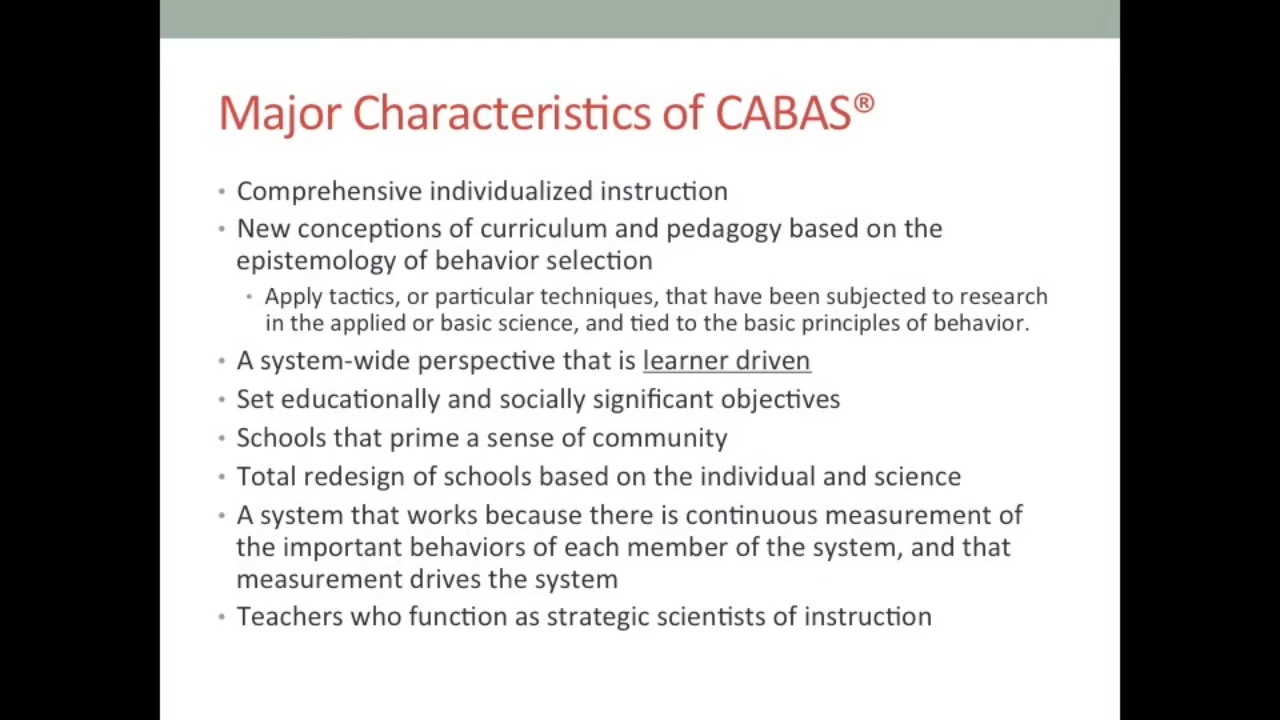 Major Characteristics of CABAS®
• Comprehensive individualized instruction
• New conceptions of curriculum and pedagogy based on the
epistemology of behavior selection
• Apply tactics, or particular techniques, that have been subjected to research
in the applied or basic science, and tied to the basic principles of behavior.
• A system-wide perspective that is learner driven
• Set educationally and socially significant objectives
• Schools that prime a sense of community
• Total redesign of schools based on the individual and science
• A system that works because there is continuous measurement of
the important behaviors of each member of the system, and that
measurement drives the system
• Teachers who function as strategic scientists of instruction